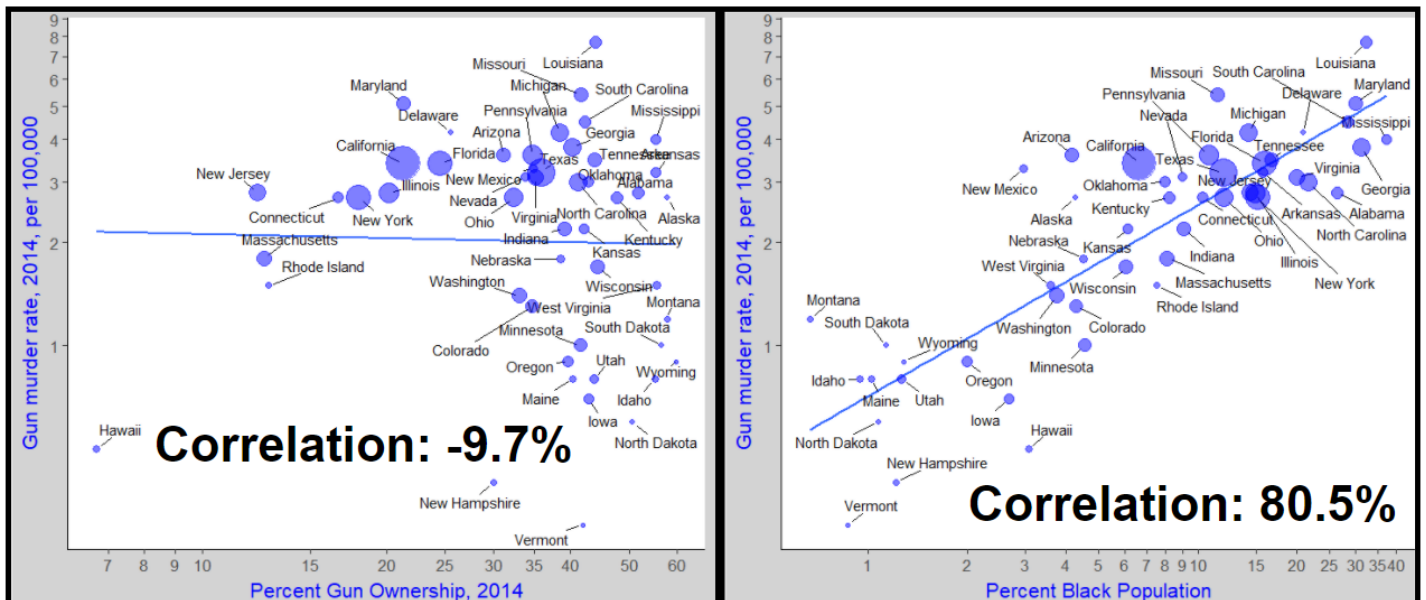 9
8
7
6
5
4
3
2
1
Gun murder rate, 2014, per 100,000
Louisiana
Missouri
Michigan
South Carolina
Maryland
Mississippi
Delaware
Pennsylvania
Arizona
Georgia
California
Florida
Texas
Tennessee
Arkansas
New Jersey
Illinois
New Mexico
Oklahoma
Alabama
Nevada
Connecticut
New York
Ohio
Virginia
North Carolina
Alaska
Massachusetts
Indiana
Kentucky
Rhode Island
Nebraska
Kansas
Washington
Wisconsin
West Virginia
Montana
Minnesota
South Dakota
Colorado
Oregon
Utah
Wyoming
Maine
Idaho
Iowa
North Dakota
Hawaii
Correlation: -9.7%
New Hampshire
Vermont
7 8 9 10 15 20 25 30 35 40 50 60
Percent Gun Ownership, 2014
9
8
7
6
5
4
3
2
1
Gun murder rate, 2014, per 100,000
Louisiana
Missouri
South Carolina
Maryland
Pennsylvania
Delaware
Nevada
Michigan
Mississippi
Arizona
California
Florida
Tennessee
Texas
New Mexico
Oklahoma
New Jersey
Virginia
Georgia
Alaska
Kentucky
Connecticut
Arkansas
Alabama
North Carolina
Nebraska
Kansas
Ohio
West Virginia
Indiana
Illinois
Wisconsin
Massachusetts
New York
Montana
Rhode Island
South Dakota
Washington
Colorado
Wyoming
Minnesota
Idaho
Oregon
Maine
Utah
Iowa
North Dakota
Hawaii
New Hampshire
Vermont
Correlation: 80.5%
1 2 3 4 5 6 7 8 9 10 15 20 25 30 35 40
Percent Black Population